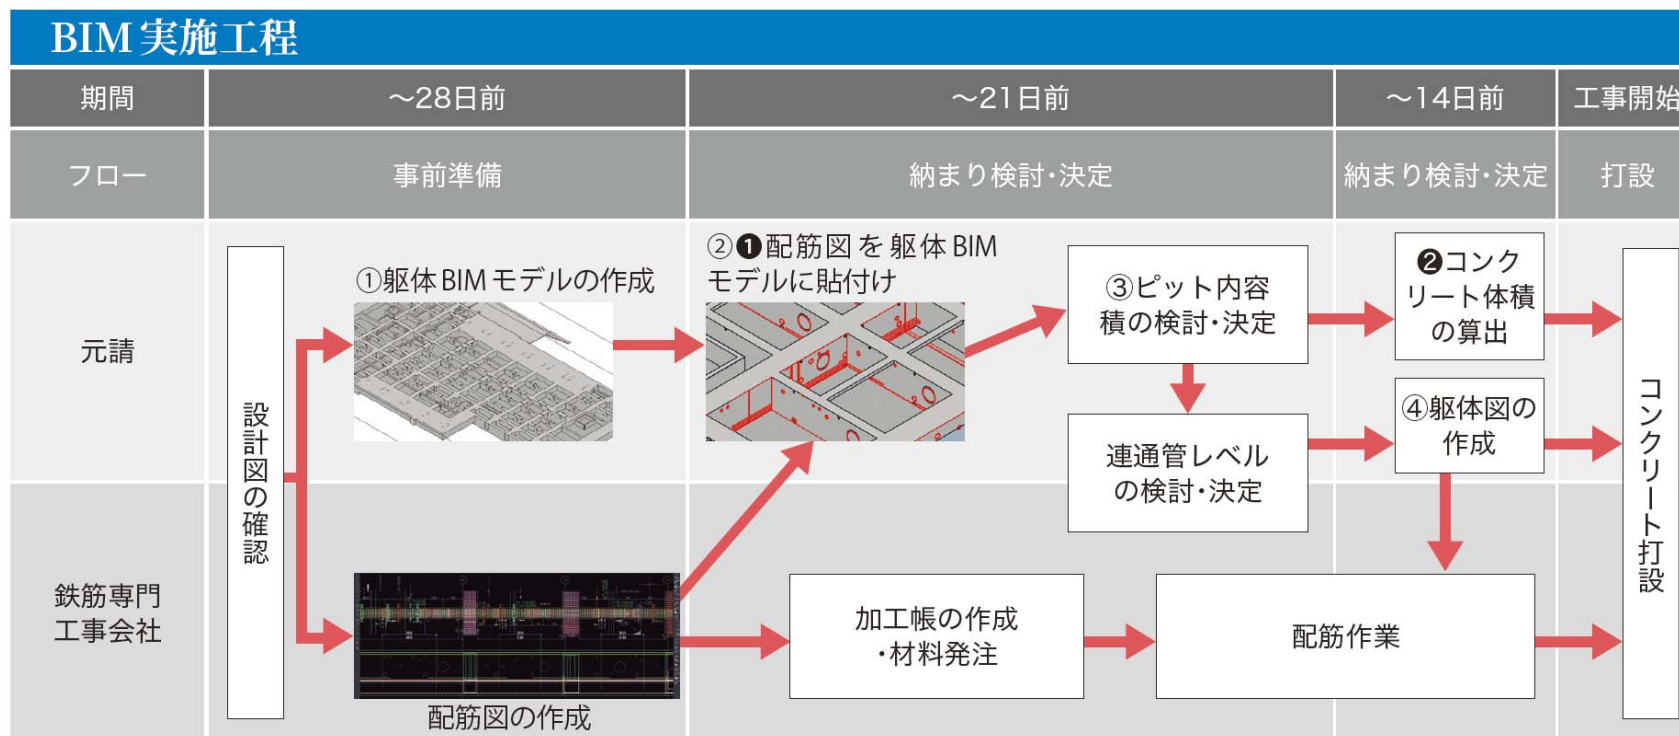 BIM実施工程
期間
～28日前
～21日前
～14日前
工事開始
フロー
事前準備
納まり検討・決定
納まり検討・決定
打設
元請
設計図の確認
①躯体BIMモデルの作成
②❶配筋図を躯体BIM
モデルに貼付け
③ピット内容
積の検討・決定
❷コンク
リート体積
の算出
連通管レベル
の検討・決定
④躯体図の
作成
コンクリート打設
鉄筋専門
工事会社
配筋図の作成
加工帳の作成
・材料発注
配筋作業